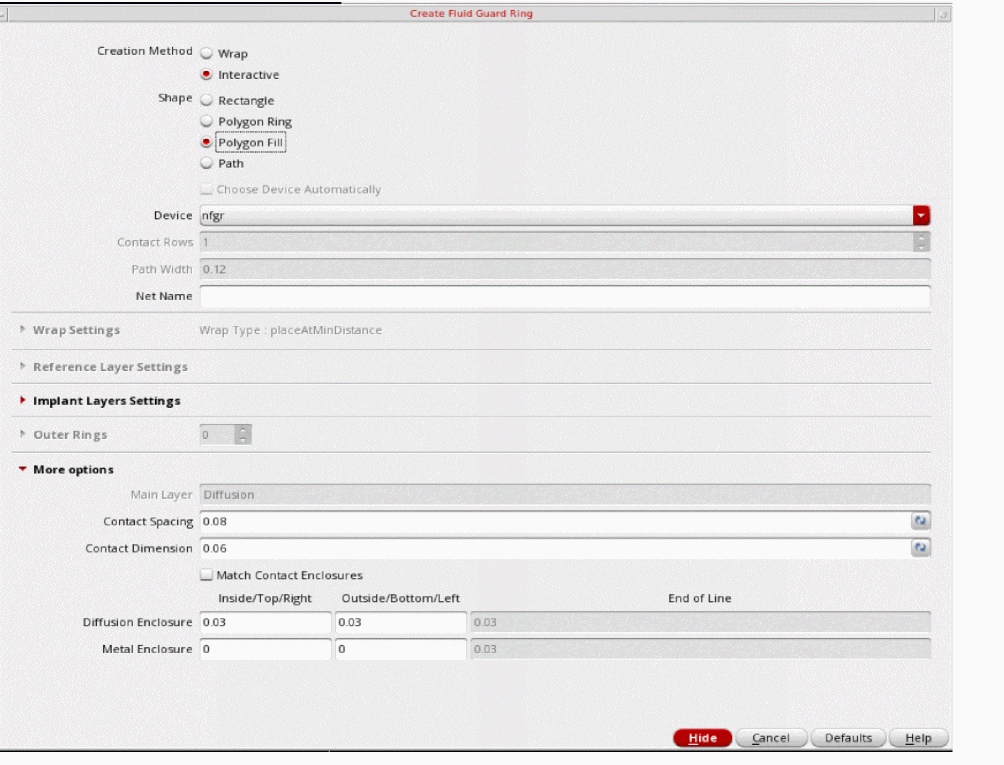 Create Fluid Guard Ring
Creation Method Wrap
Interactive
Shape Rectangle
Polygon Ring
Polygon Fill
Path
Choose Device Automatically
Device nfgr
Contact Rows 1
Path Width 0.12
Net Name
Wrap Settings Wrap Type : placeAtMinDistance
Reference Layer Settings
Implant Layers Settings
Outer Rings 0
More options
Main Layer Diffusion
Contact Spacing 0.08
Contact Dimension 0.06
Match Contact Enclosures
Inside/Top/Right Outside/Bottom/Left End of Line
Diffusion Enclosure 0.03 0.03 0.03
Metal Enclosure 0 0 0.03
Hide Cancel Defaults Help